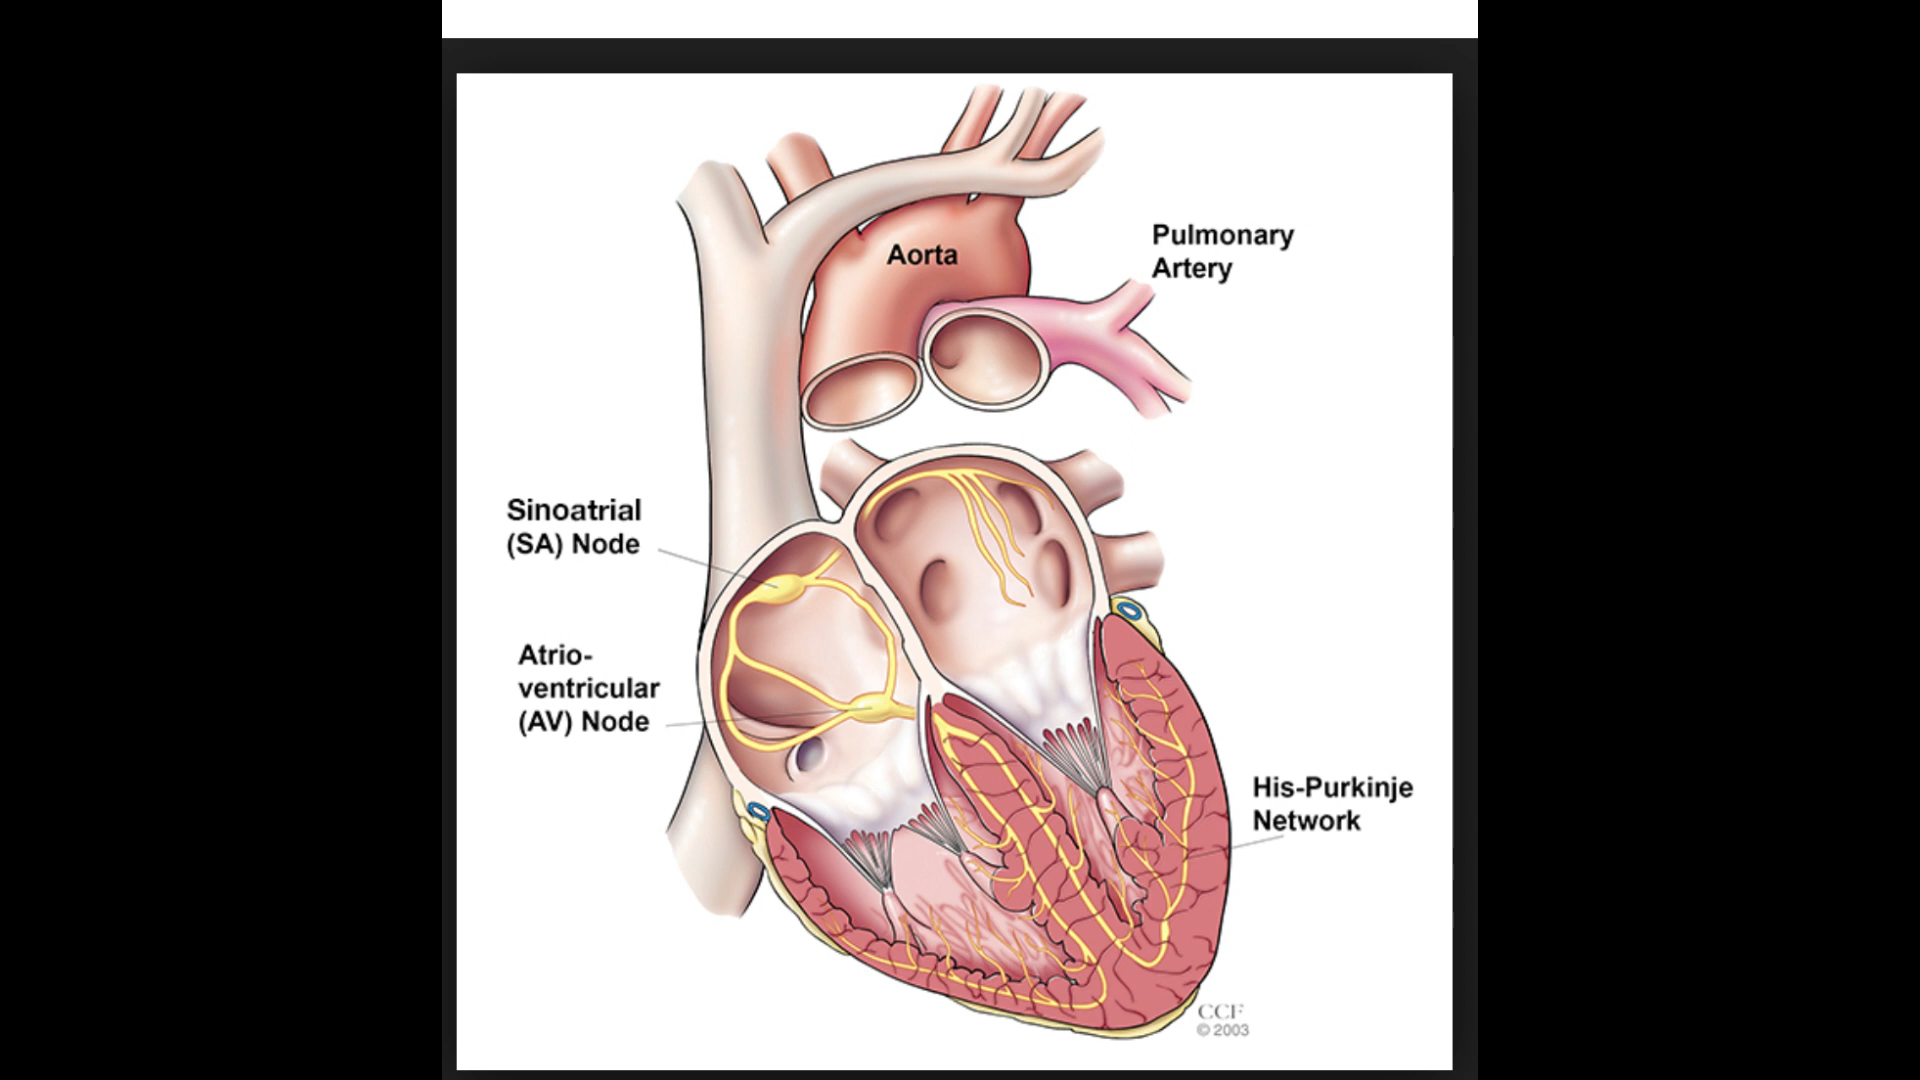 Aorta
Pulmonary
Artery
Sinoatrial
(SA) Node
Atrio-
ventricular
(AV) Node
His-Purkinje
Network
CCF
© 2003